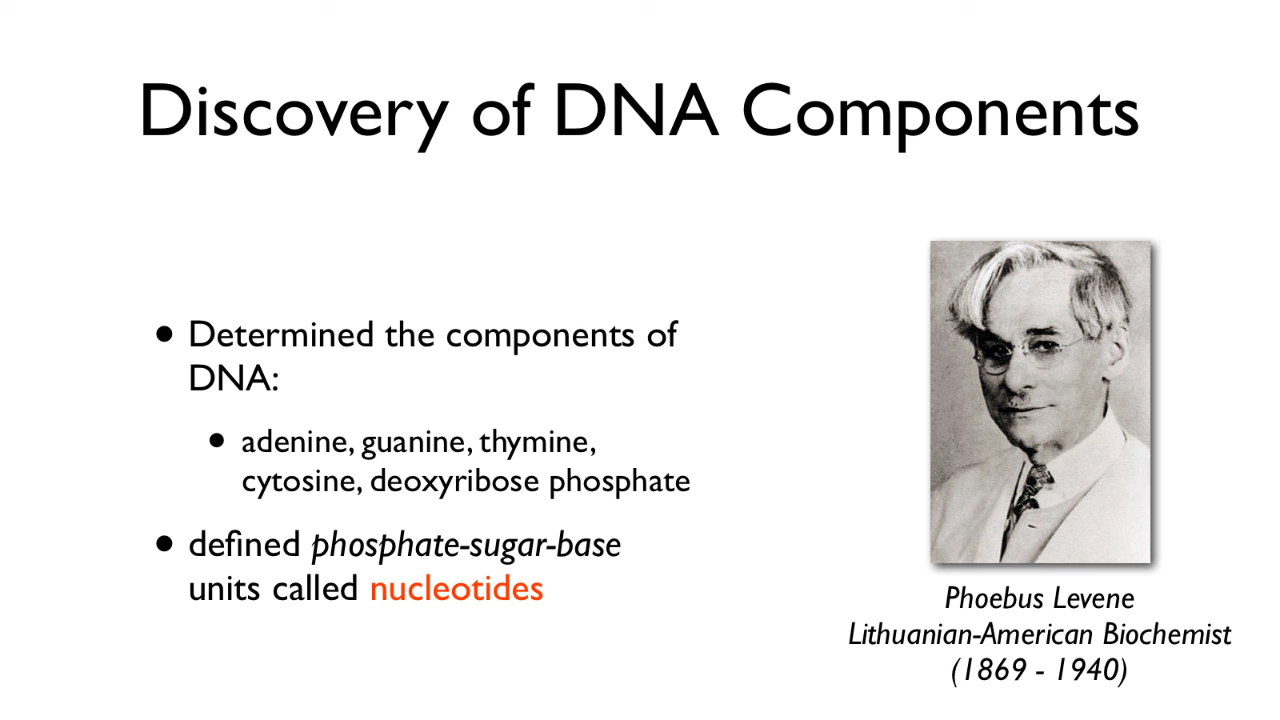 Discovery of DNA Components
• Determined the components of
DNA:
• adenine, guanine, thymine,
cytosine, deoxyribose phosphate
• defined phosphate-sugar-base
units called nucleotides
Phoebus Levene
Lithuanian-American Biochemist
(1869 - 1940)